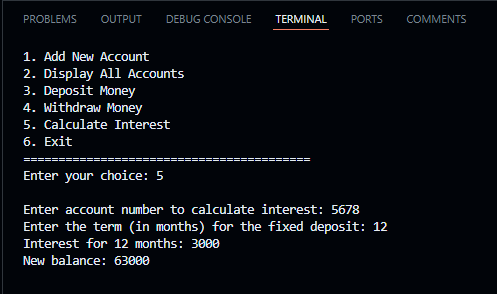 PROBLEMS OUTPUT DEBUG CONSOLE TERMINAL PORTS COMMENTS
1. Add New Account
2. Display All Accounts
3. Deposit Money
4. Withdraw Money
5. Calculate Interest
6. Exit
=========================================
Enter your choice: 5
Enter account number to calculate interest: 5678
Enter the term (in months) for the fixed deposit: 12
Interest for 12 months: 3000
New balance: 63000